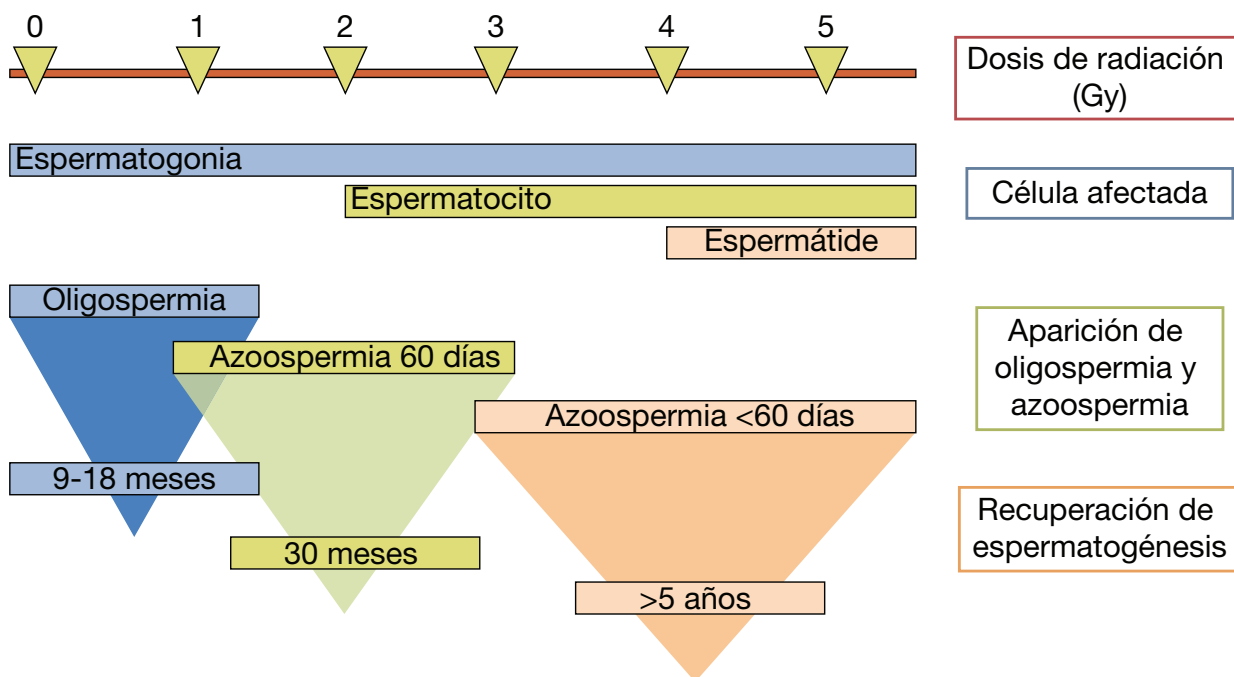 0 1 2 3 4 5
Dosis de radiación
(Gy)
Espermatogonia
Espermatocito
Espermátide
Célula afectada
Oligospermia
Azoospermia 60 días
Azoospermia <60 días
Aparición de
oligospermia y
azoospermia
9-18 meses
30 meses
>5 años
Recuperación de
espermatogénesis